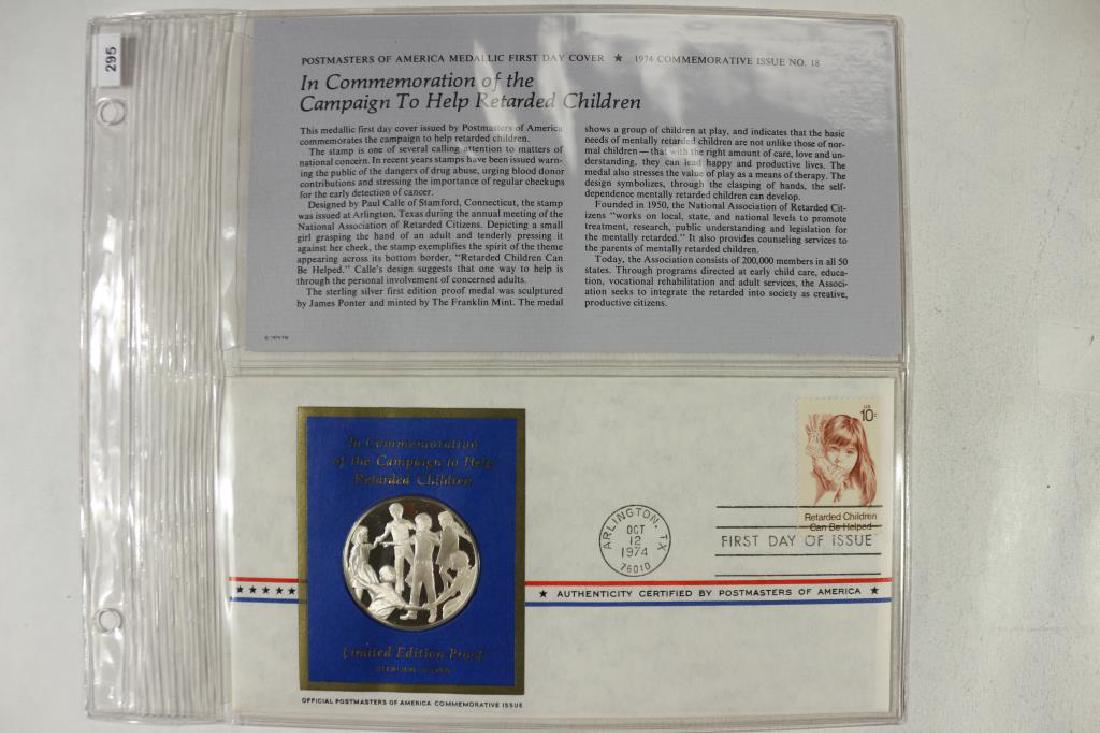 295
POSTMASTERS OF AMERICA MEDALLIC FIRST DAY COVER ★ 1974 COMMEMORATIVE ISSUE NO. 18
In Commemoration of the
Campaign To Help Retarded Children
This medallic first day cover issued by Postmasters of America
commemorates the campaign to help retarded children.
The stamp is one of several calling attention to matters of
national concern. In recent years stamps have been issued warn-
ing the public of the dangers of drug abuse, urging blood donor
contributions and stressing the importance of regular checkups
for the early detection of cancer.
Designed by Paul Calle of Stamford, Connecticut, the stamp
was issued at Arlington, Texas during the annual meeting of the
National Association of Retarded Citizens. Depicting a small
girl grasping the hand of an adult and tenderly pressing it
against her cheek, the stamp exemplifies the spirit of the theme
appearing across its bottom border, "Retarded Children Can
Be Helped." Calle's design suggests that one way to help is
through the personal involvement of concerned adults.
The sterling silver first edition proof medal was sculptured
by James Ponter and minted by The Franklin Mint. The medal
shows a group of children at play, and indicates that the basic
needs of mentally retarded children are not unlike those of nor-
mal children—that with the right amount of care, love and un-
derstanding, they can lead happy and productive lives. The
medal also stresses the value of play as a means of therapy. The
design symbolizes, through the clasping of hands, the self-
dependence mentally retarded children can develop.
Founded in 1950, the National Association of Retarded Cit-
izens "works on local, state, and national levels to promote
treatment, research, public understanding and legislation for
the mentally retarded." It also provides counseling services to
the parents of mentally retarded children.
Today, the Association consists of 200,000 members in all 50
states. Through programs directed at early child care, educa-
tion, vocational rehabilitation and adult services, the Associ-
ation seeks to integrate the retarded into society as creative,
productive citizens.
© 1974 FM
In Commemoration
of the Campaign to Help
Retarded Children
Limited Edition Proof
OFFICIAL POSTMASTERS OF AMERICA COMMEMORATIVE ISSUE
US
10c
Retarded Children
Can Be Helped
ARLINGTON, TX
OCT
12
1974
76010
FIRST DAY OF ISSUE
★★★★★
★ AUTHENTICITY CERTIFIED BY POSTMASTERS OF AMERICA ★